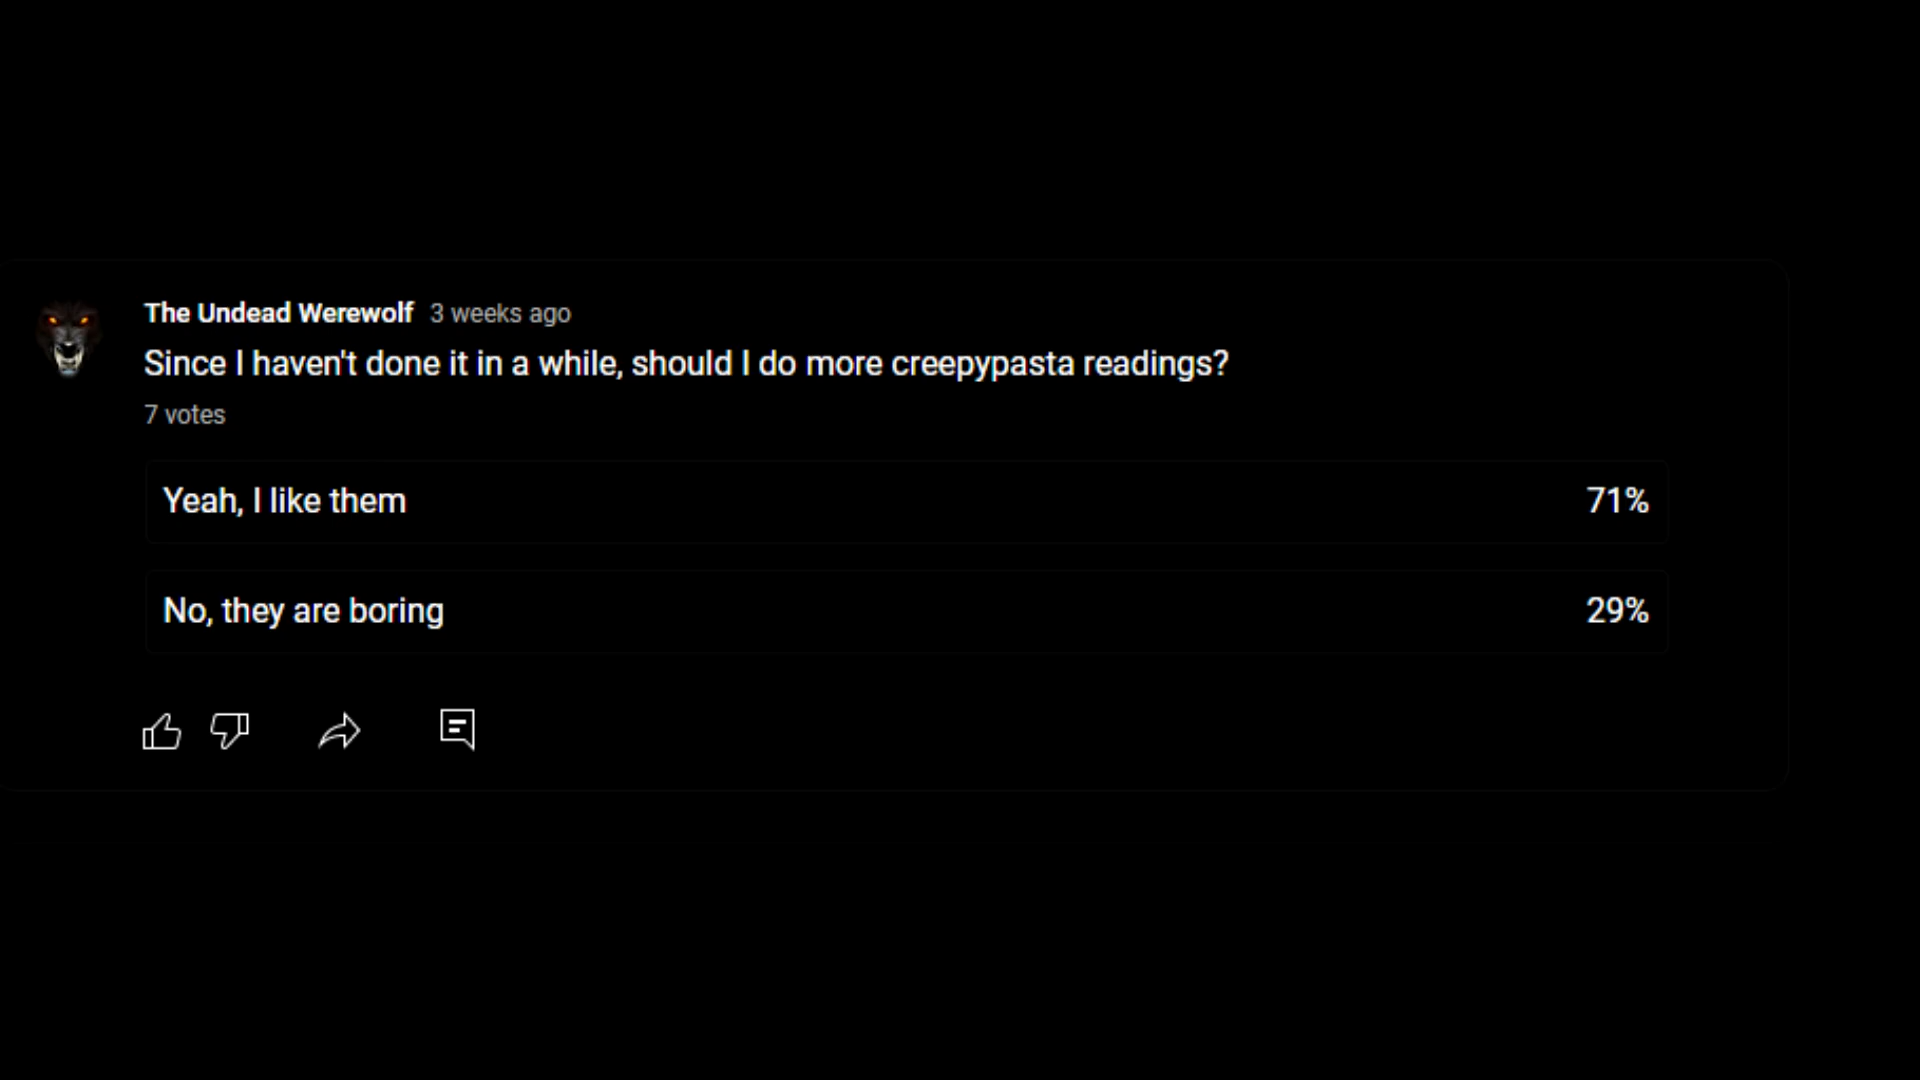 The Undead Werewolf 3 weeks ago
Since I haven't done it in a while, should I do more creepypasta readings?
7 votes
Yeah, I like them 71%
No, they are boring 29%